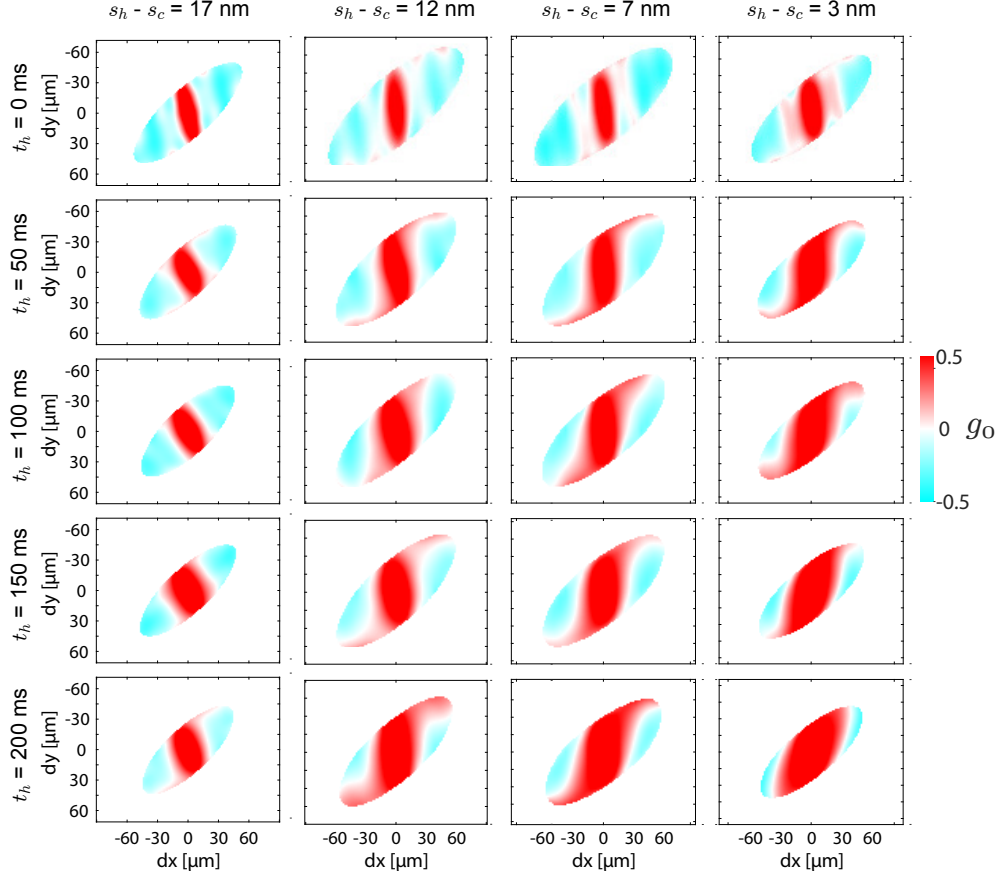 s_h - s_c = 17 nm s_h - s_c = 12 nm s_h - s_c = 7 nm s_h - s_c = 3 nm
t_h = 0 ms
dy [µm]
-60
-30
0
30
60
t_h = 50 ms
dy [µm]
-60
-30
0
30
60
t_h = 100 ms
dy [µm]
-60
-30
0
30
60
0.5
0
-0.5
g_0
t_h = 150 ms
dy [µm]
-60
-30
0
30
60
t_h = 200 ms
dy [µm]
-60
-30
0
30
60
-60 -30 0 30 60 -60 -30 0 30 60 -60 -30 0 30 60 -60 -30 0 30 60
dx [µm] dx [µm] dx [µm] dx [µm]